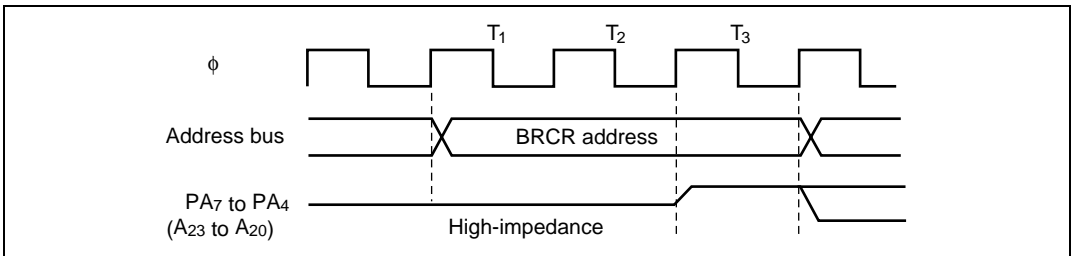 T1 T2 T3
φ
Address bus BRCR address
PA7 to PA4
(A23 to A20) High-impedance